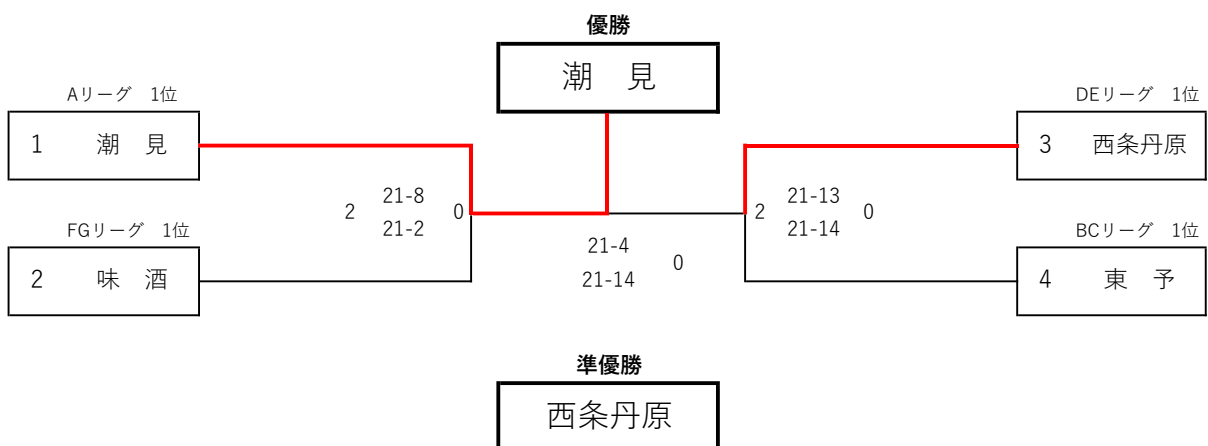 優勝
潮 見
Aリーグ 1位
1 潮 見
DEリーグ 1位
3 西条丹原
2 21-8 0
21-2
2 21-13 0
21-14
FGリーグ 1位
2 味 酒
21-4 0
21-14
BCリーグ 1位
4 東 予
準優勝
西条丹原